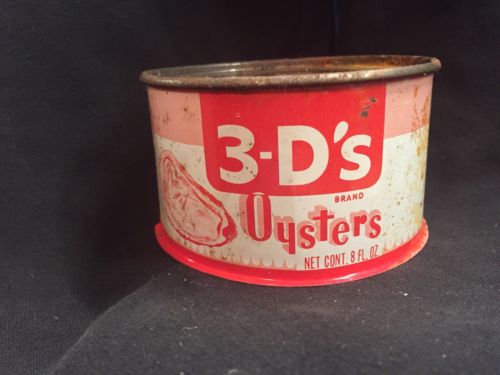 3-D's
BRAND
Oysters
NET CONT. 8 FL. OZ.